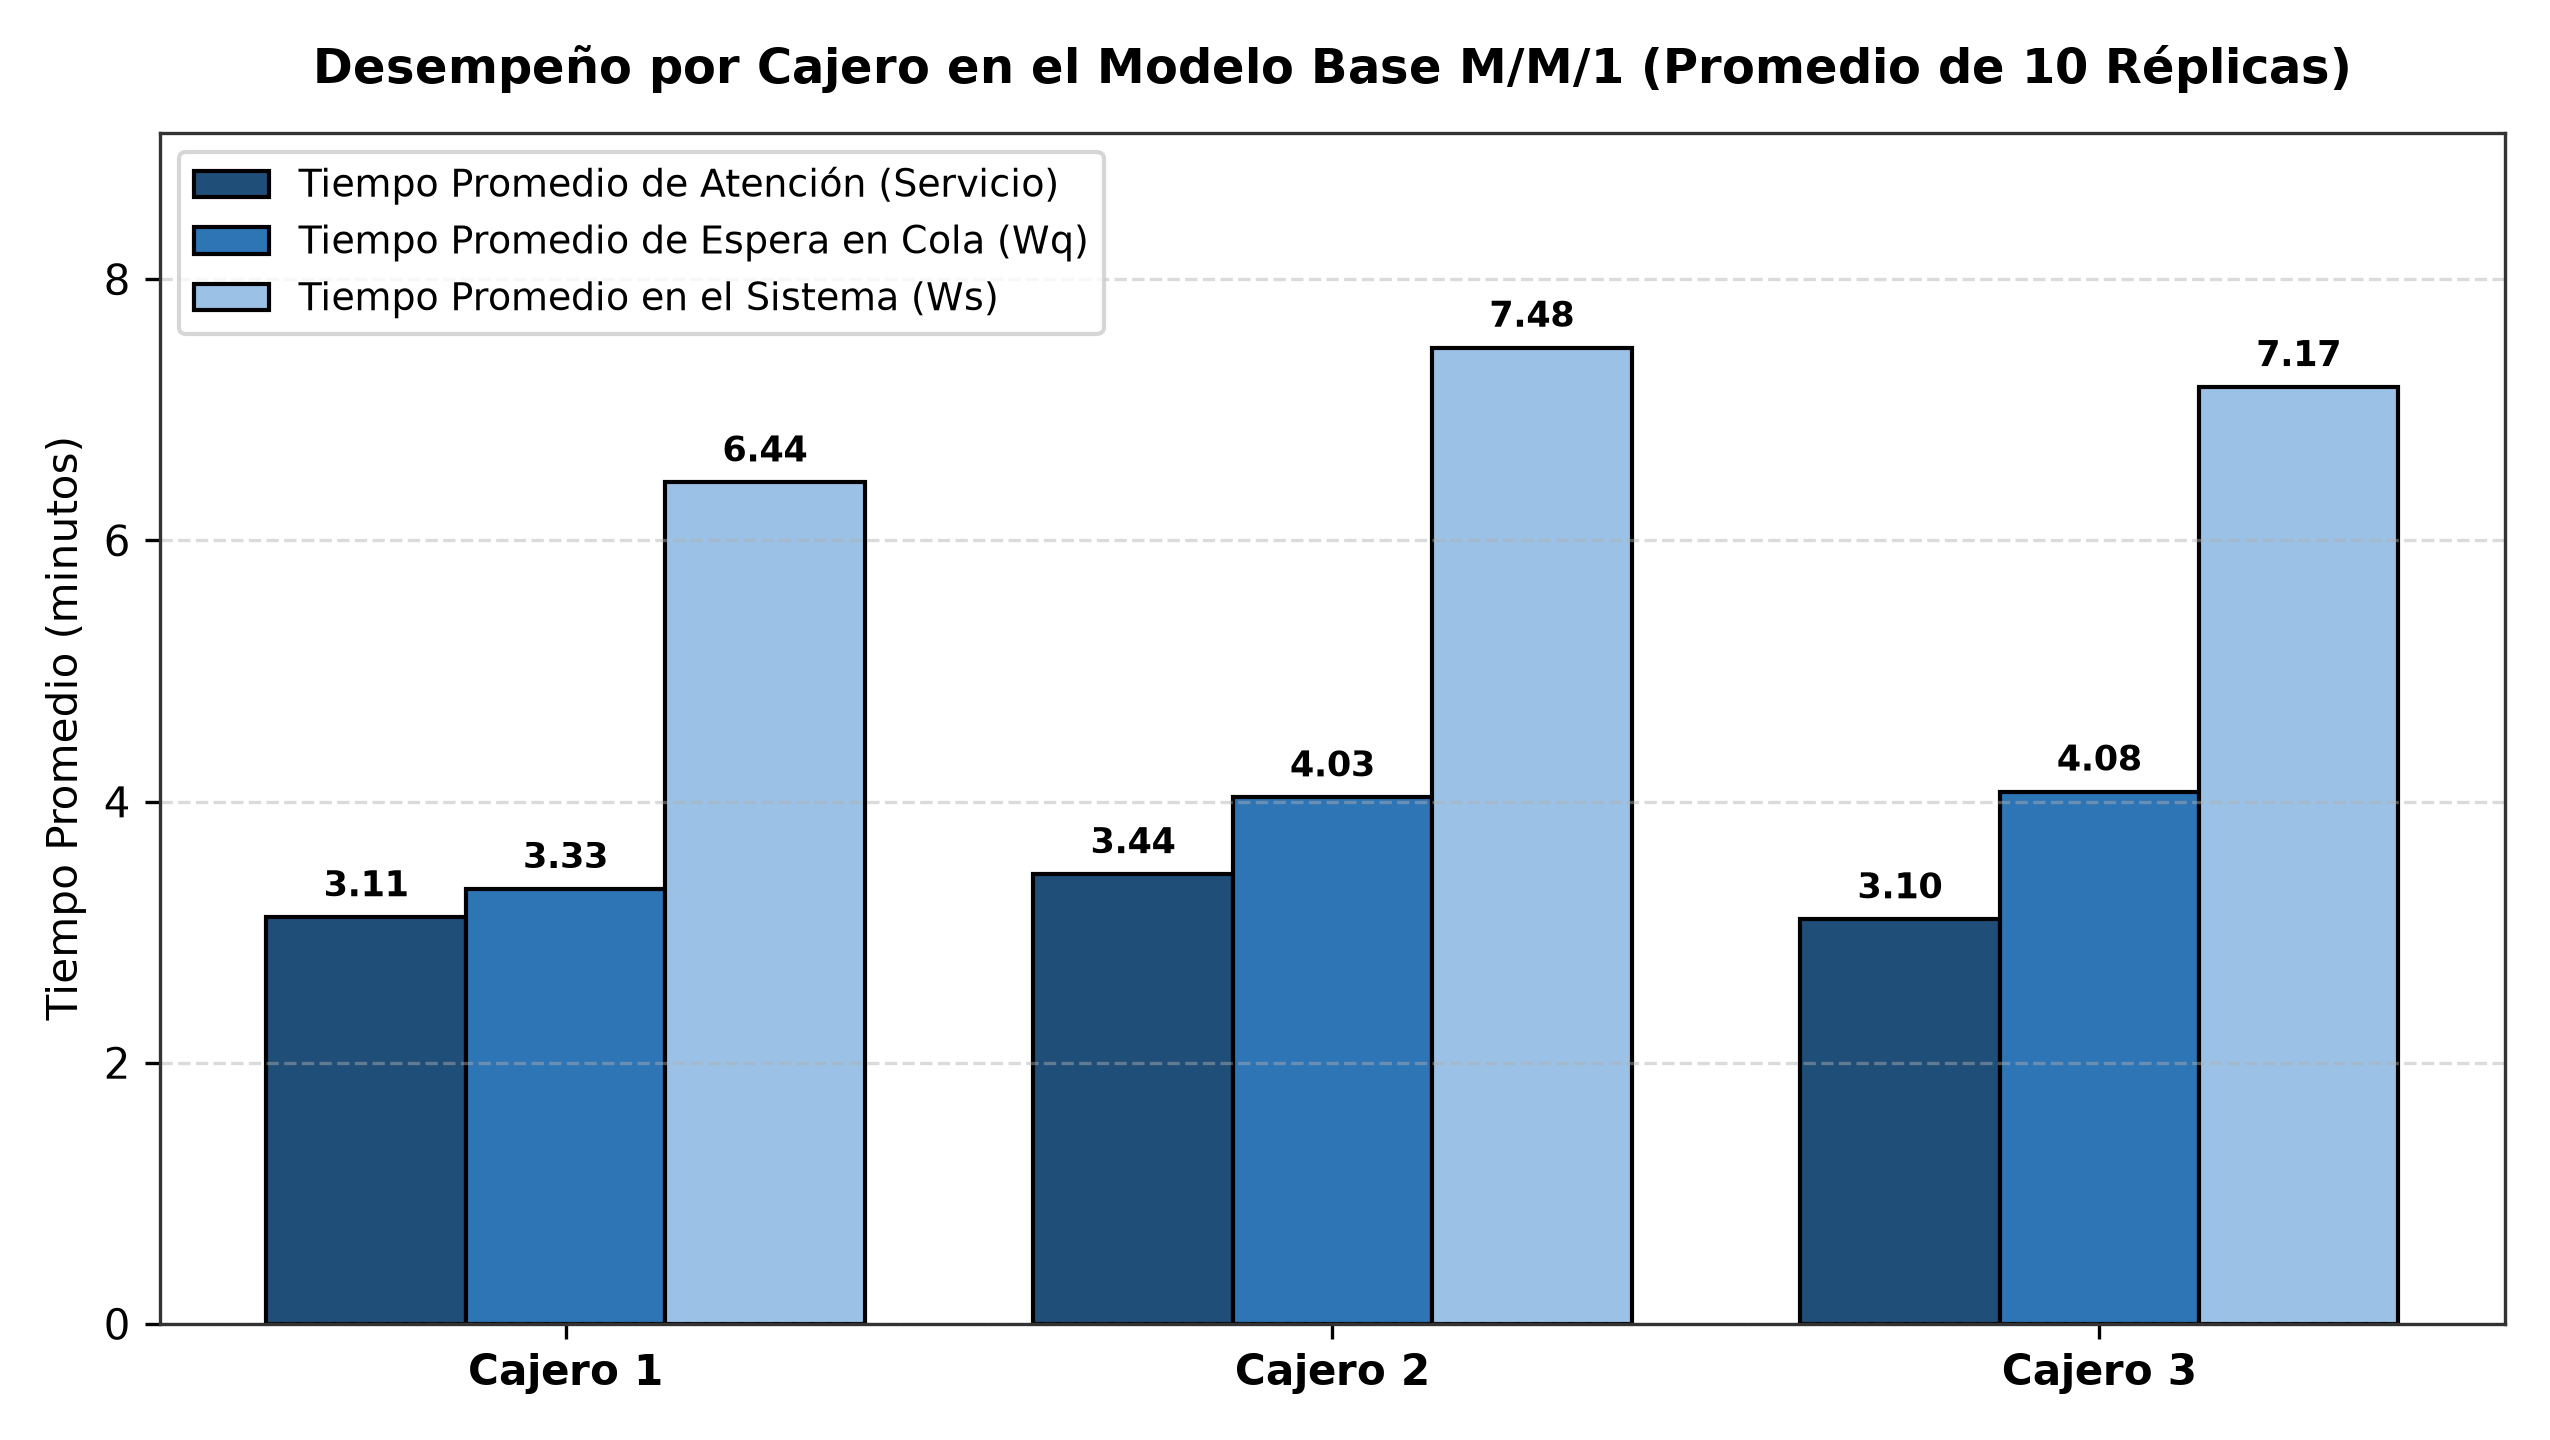 Desempeño por Cajero en el Modelo Base M/M/1 (Promedio de 10 Réplicas)
Tiempo Promedio de Atención (Servicio)
Tiempo Promedio de Espera en Cola (Wq)
Tiempo Promedio en el Sistema (Ws)
Tiempo Promedio (minutos)
8
6
4
2
0
3.11
3.33
6.44
3.44
4.03
7.48
3.10
4.08
7.17
Cajero 1
Cajero 2
Cajero 3